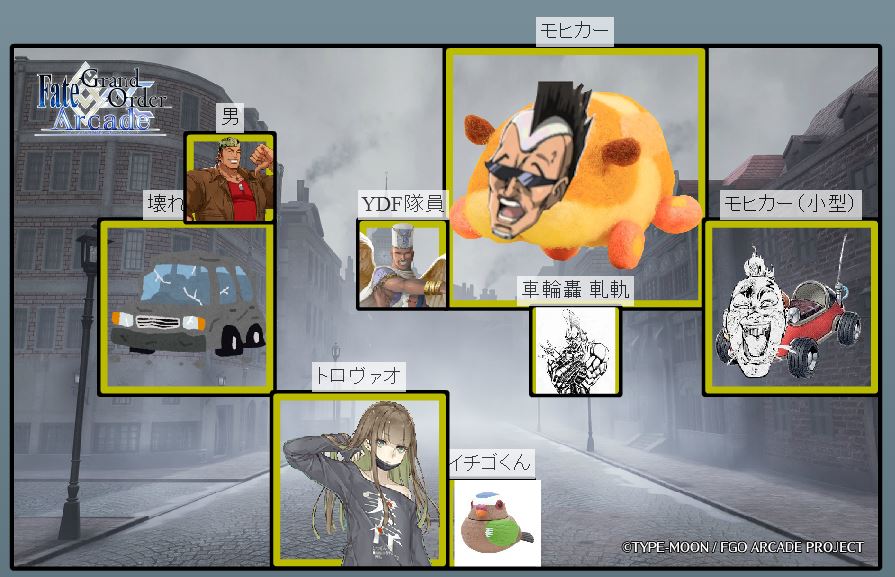 モヒカー
Fate
Grand
Order
Arcade
男
壊れ
YDF隊員
モヒカー（小型）
車輪轟 軋軌
トロヴァオ
イチゴくん
©TYPE-MOON / FGO ARCADE PROJECT